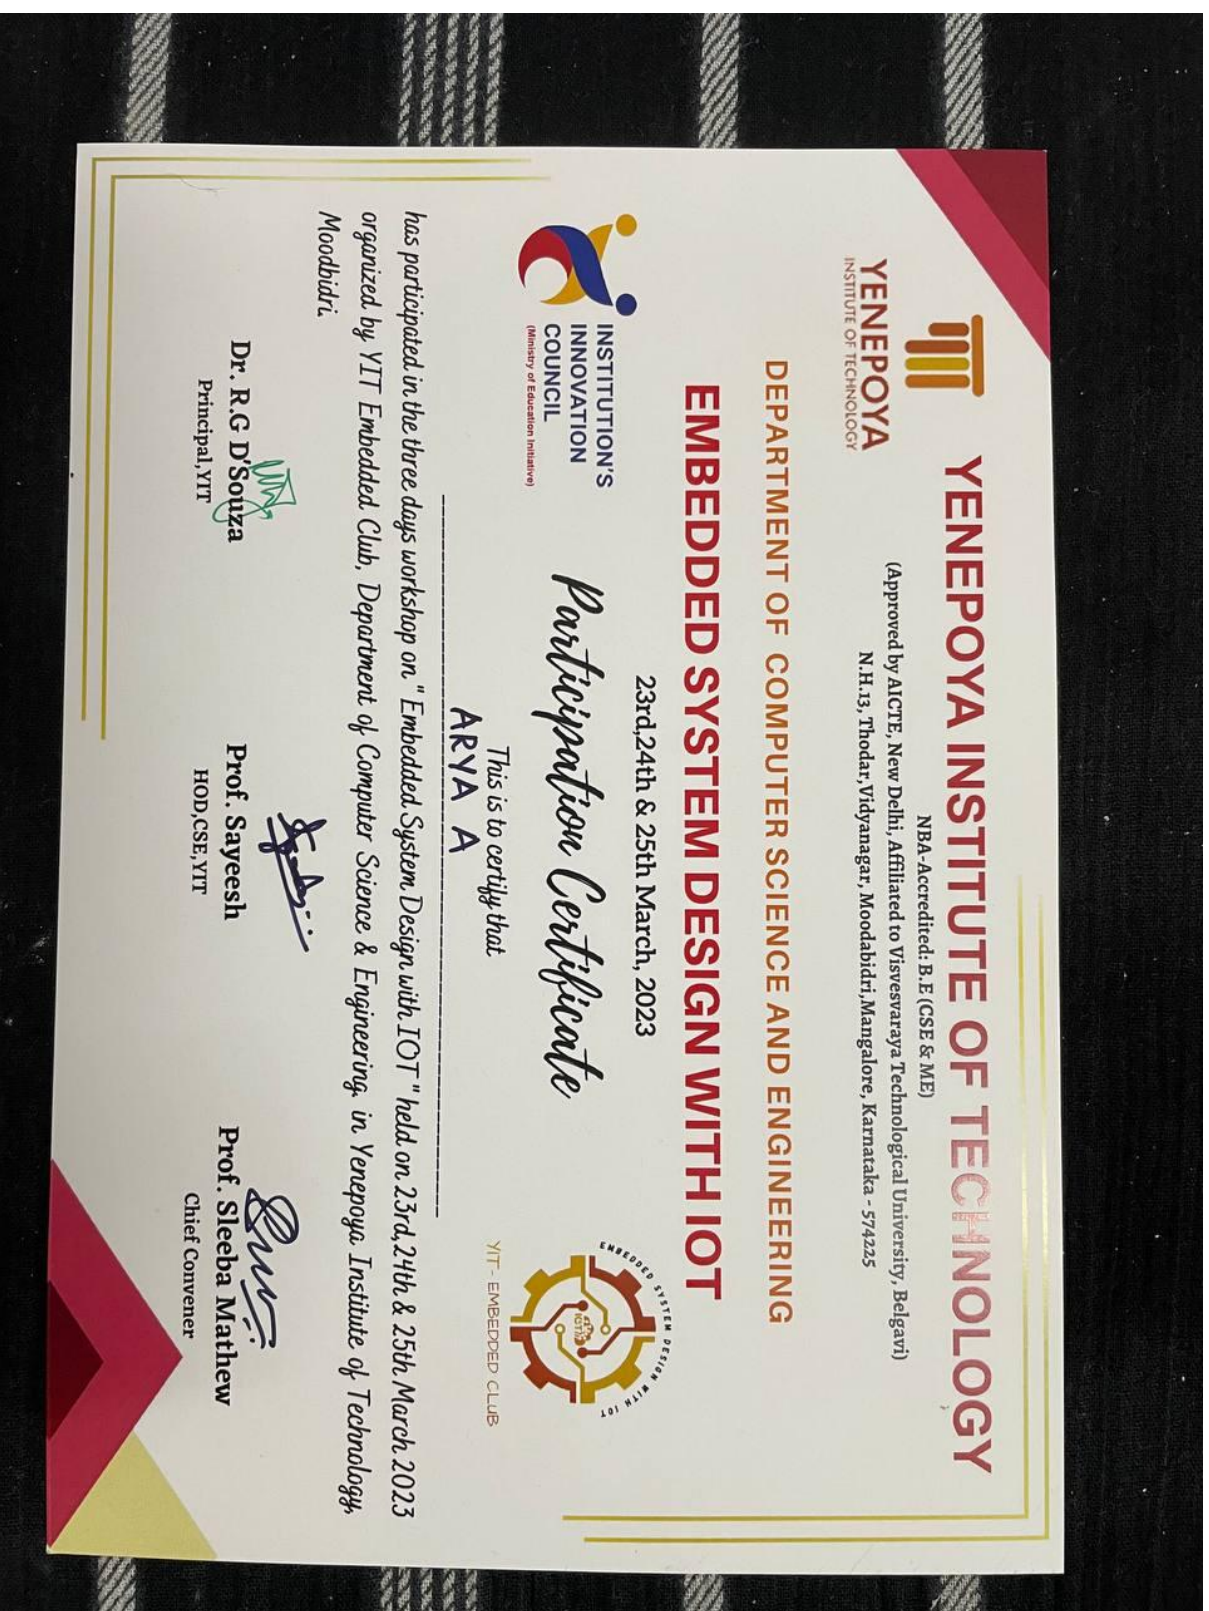 YENEPOYA INSTITUTE OF TECHNOLOGY
NBA-Accredited: B.E (CSE & ME)
(Approved by AICTE, New Delhi, Affiliated to Visvesvaraya Technological University, Belgavi)
N.H.13, Thodar,Vidyanagar, Moodabidri,Mangalore, Karnataka - 574225
YENEPOYA
INSTITUTE OF TECHNOLOGY
DEPARTMENT OF COMPUTER SCIENCE AND ENGINEERING
EMBEDDED SYSTEM DESIGN WITH IOT
23rd,24th & 25th March, 2023
INSTITUTION'S
INNOVATION
COUNCIL
(Ministry of Education Initiative)
Participation Certificate
EMBEDDED SYSTEM DESIGN WITH IOT
IOT
YIT - EMBEDDED CLUB
This is to certify that
ARYA A
has participated in the three days workshop on " Embedded System Design with IOT " held on 23rd,24th & 25th March 2023
organized by YIT Embedded Club, Department of Computer Science & Engineering, in Yenepoya Institute of Technology,
Moodbidri.
Dr. R.G D'Souza
Principal,YIT
Prof. Sayeesh
HOD,CSE,YIT
Prof. Sleeba Mathew
Chief Convener